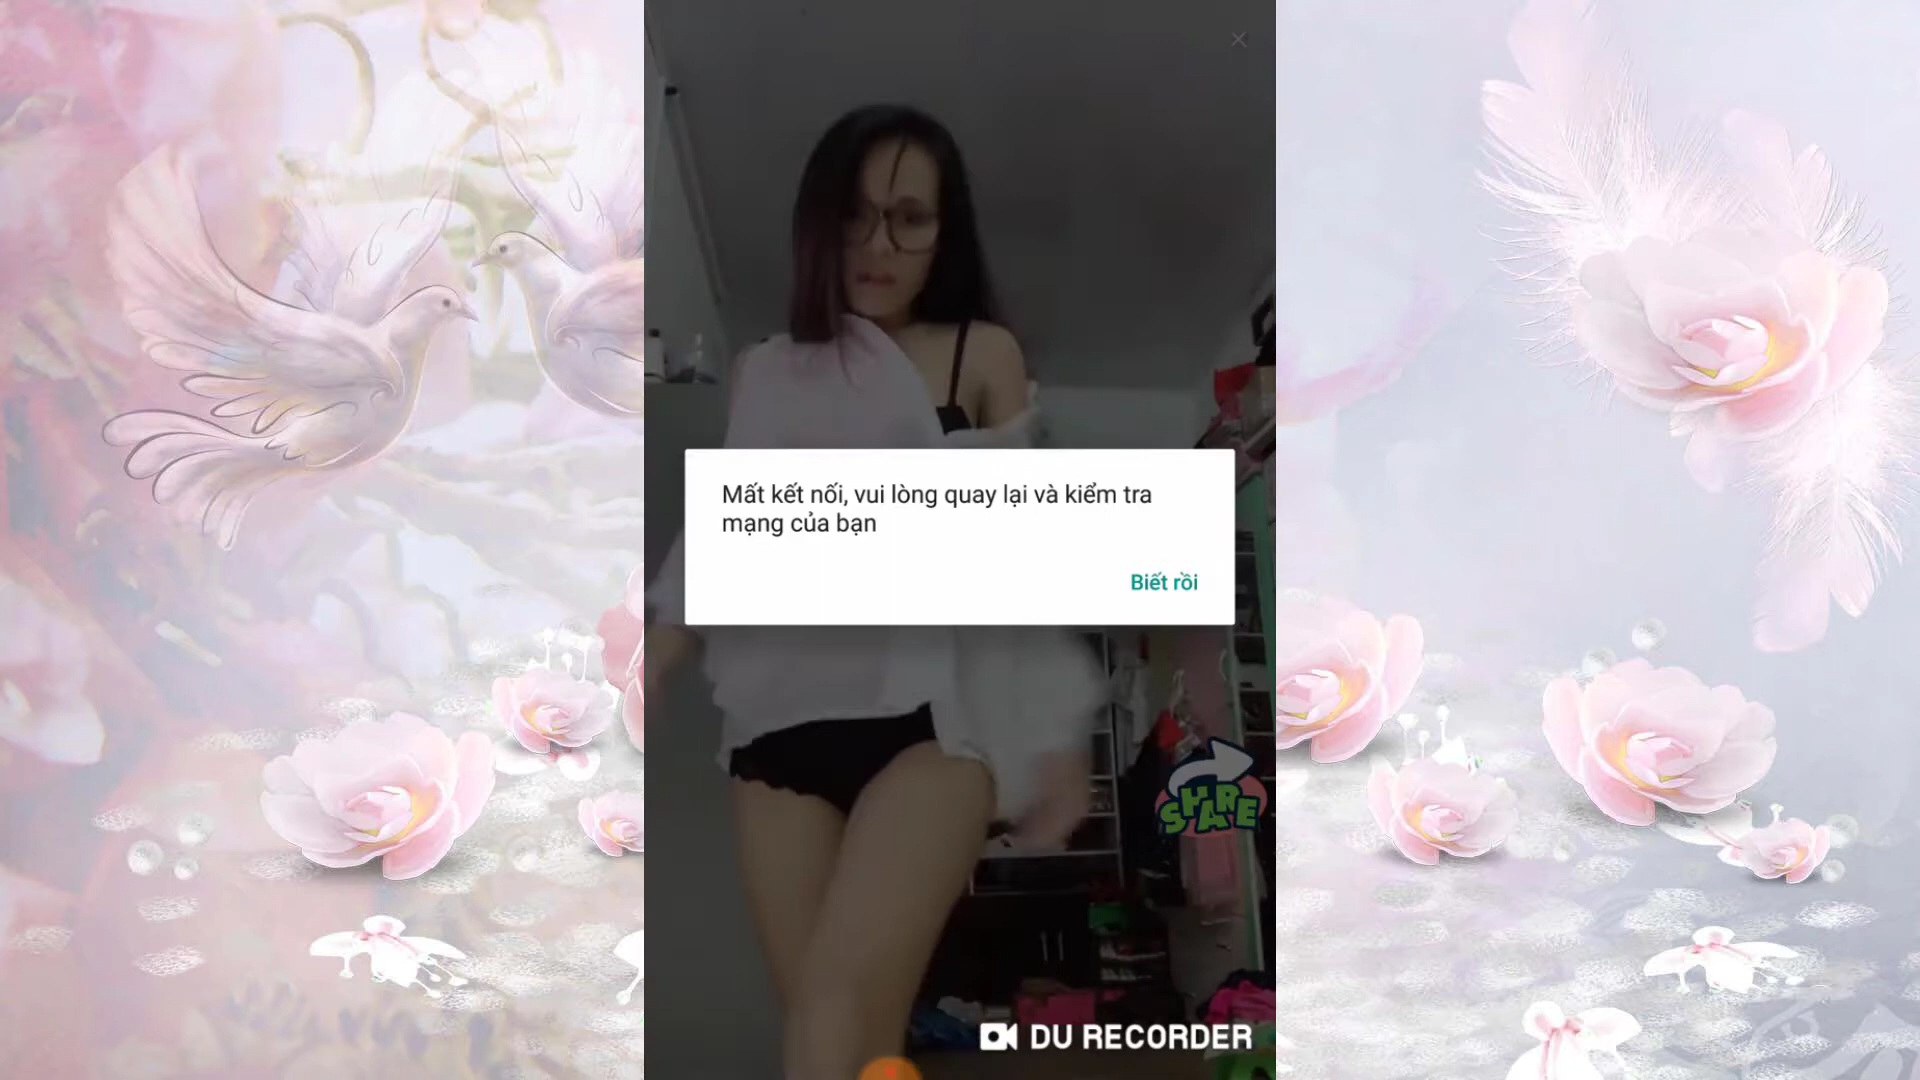 Mất kết nối, vui lòng quay lại và kiểm tra
mạng của bạn
Biết rồi
SHARE
DU RECORDER